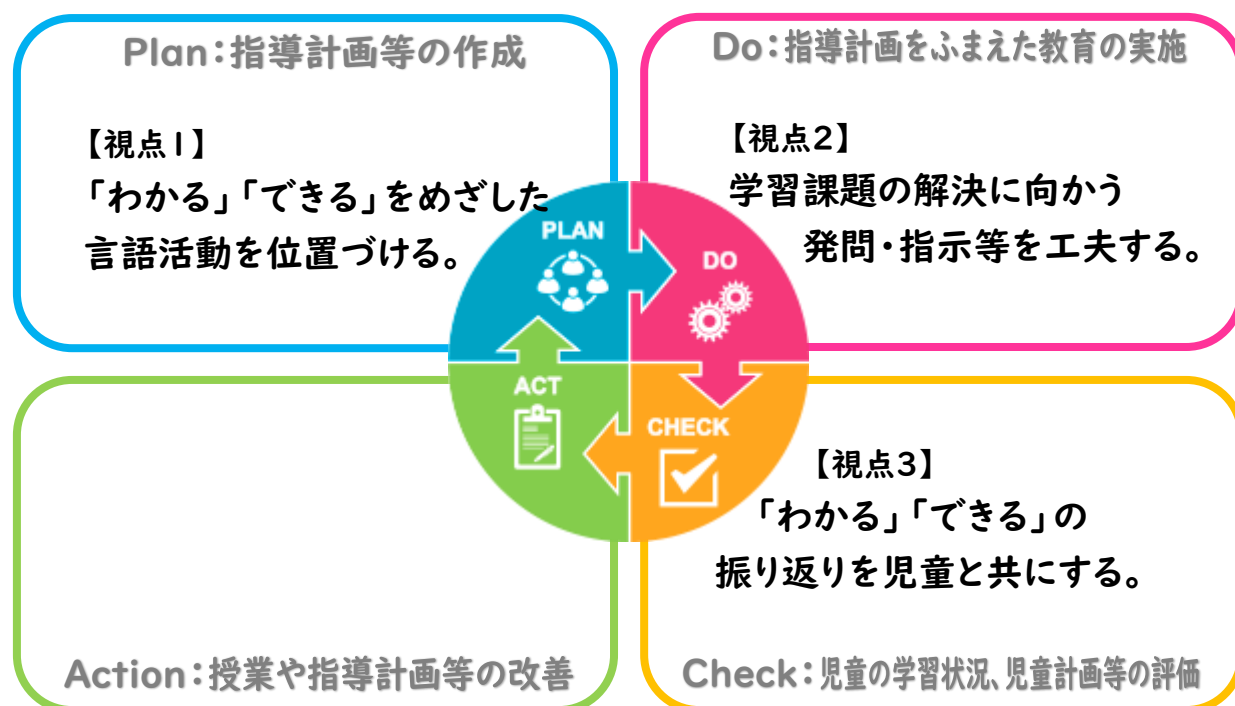 Plan：指導計画等の作成
【視点１】
「わかる」「できる」をめざした
言語活動を位置づける。
Do：指導計画をふまえた教育の実施
【視点2】
学習課題の解決に向かう
発問・指示等を工夫する。
PLAN
DO
ACT
CHECK
【視点3】
「わかる」「できる」の
振り返りを児童と共にする。
Action：授業や指導計画等の改善
Check：児童の学習状況、児童計画等の評価